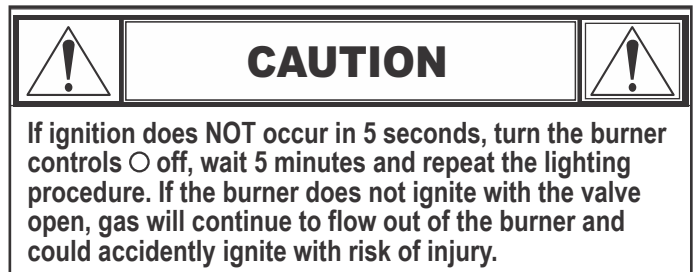 CAUTION
If ignition does NOT occur in 5 seconds, turn the burner
controls O off, wait 5 minutes and repeat the lighting
procedure. If the burner does not ignite with the valve
open, gas will continue to flow out of the burner and
could accidently ignite with risk of injury.